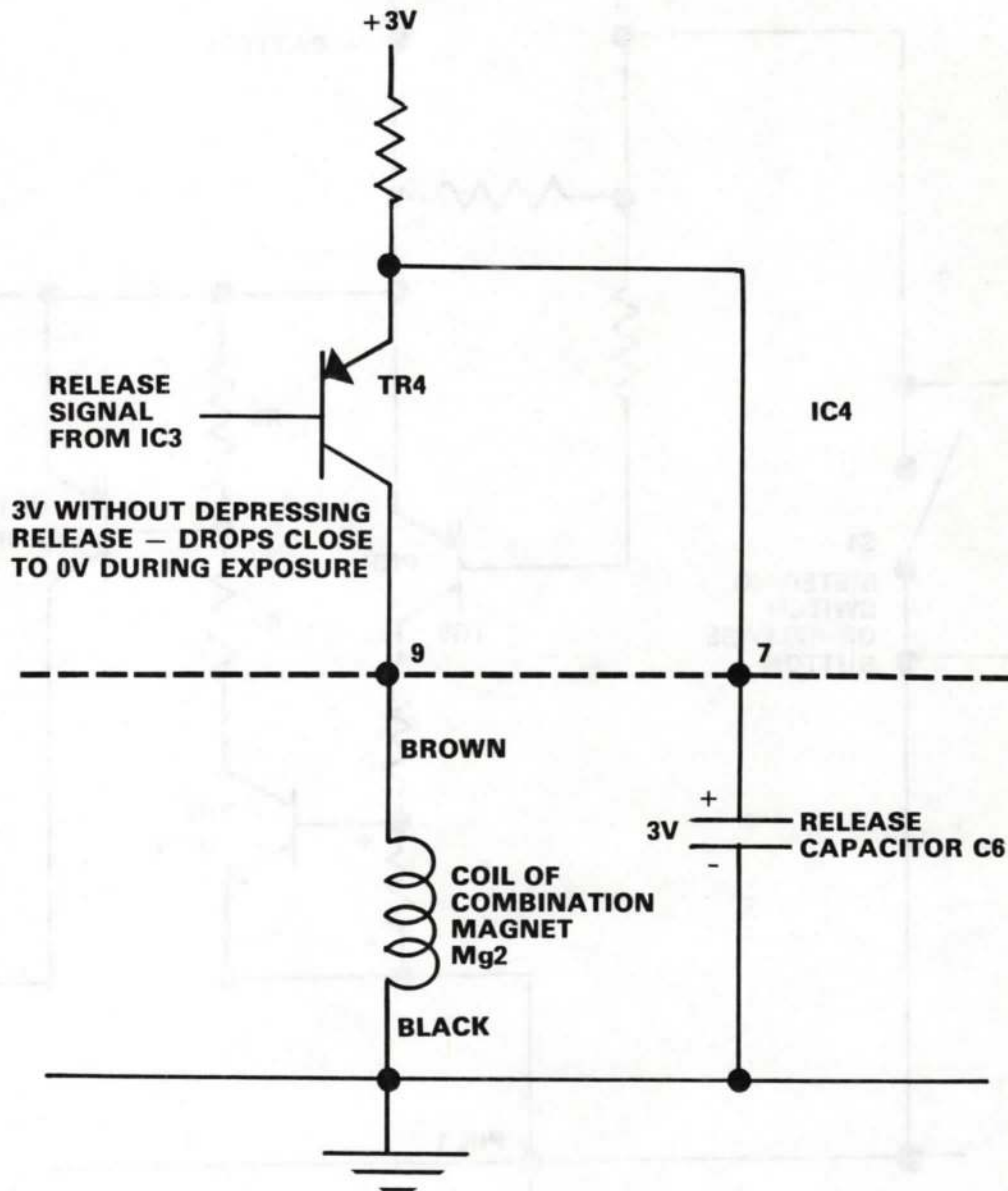 +3V
TR4
RELEASE
SIGNAL
FROM IC3
IC4
3V WITHOUT DEPRESSING
RELEASE — DROPS CLOSE
TO 0V DURING EXPOSURE
9
7
BROWN
+
3V
-
RELEASE
CAPACITOR C6
COIL OF
COMBINATION
MAGNET
Mg2
BLACK